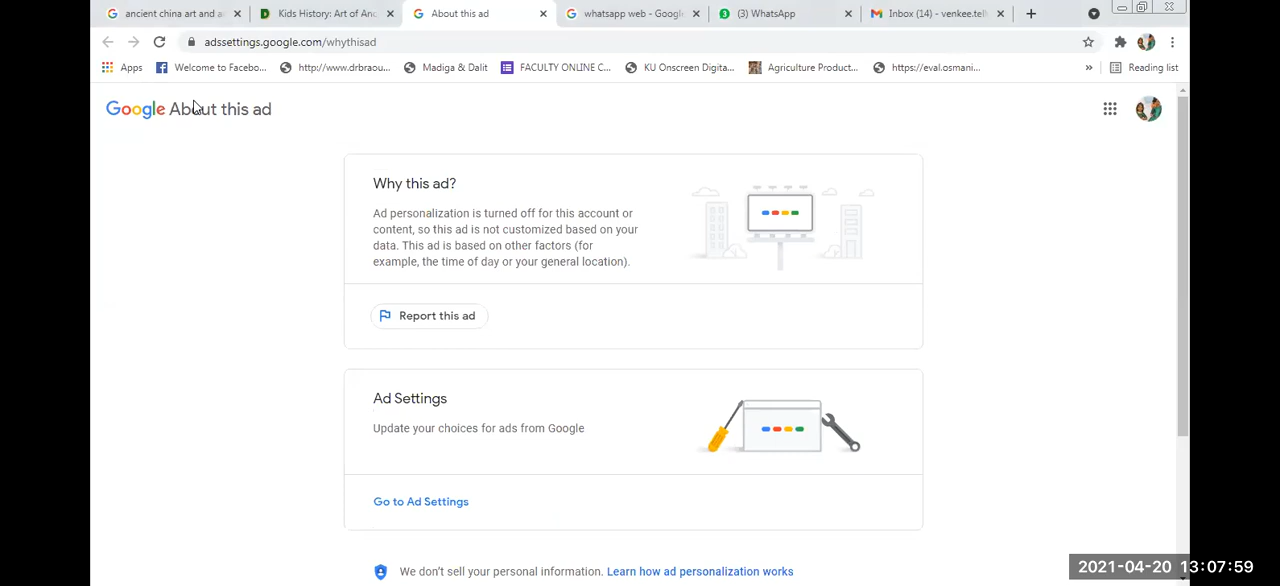 ancient china art and a
Kids History: Art of Anc
About this ad
whatsapp web - Google
(3) WhatsApp
Inbox (14) - venkee.tell
adssettings.google.com/whythisad
Apps
Welcome to Facebo...
http://www.drbraou...
Madiga & Dalit
FACULTY ONLINE C...
KU Onscreen Digita...
Agriculture Product...
https://eval.osmani...
»
Reading list
Google About this ad
Why this ad?
Ad personalization is turned off for this account or
content, so this ad is not customized based on your
data. This ad is based on other factors (for
example, the time of day or your general location).
Report this ad
Ad Settings
Update your choices for ads from Google
Go to Ad Settings
We don't sell your personal information. Learn how ad personalization works
2021-04-20 13:07:59